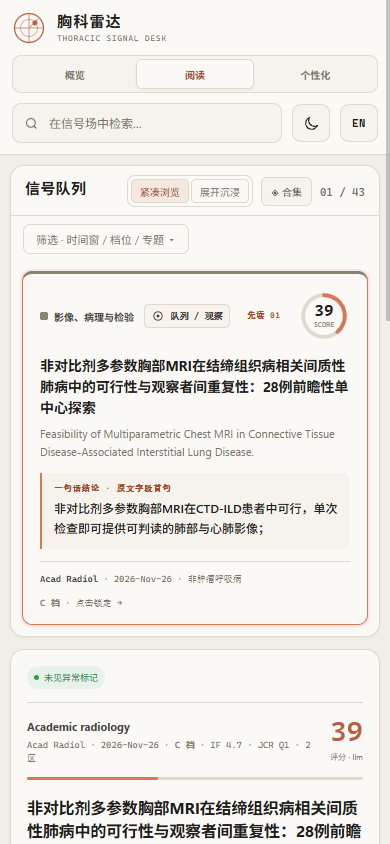 胸科雷达
THORACIC SIGNAL DESK
概览
阅读
个性化
在信号场中检索...
EN
信号队列
紧凑浏览
展开沉浸
◈ 合集
01 / 43
筛选 · 时间窗 / 档位 / 专题
影像、病理与检验
队列 / 观察
先读 01
39
SCORE
非对比剂多参数胸部MRI在结缔组织病相关间质性
肺病中的可行性与观察者间重复性：28例前瞻性单
中心探索
Feasibility of Multiparametric Chest MRI in Connective Tissue
Disease-Associated Interstitial Lung Disease.
一句话结论 · 原文字段首句
非对比剂多参数胸部MRI在CTD-ILD患者中可行，单次
检查即可提供可判读的肺部与心肺影像；
Acad Radiol · 2026-Nov-26 · 非肿瘤呼吸病
C 档 · 点击锁定 →
未见异常标记
Academic radiology
Acad Radiol · 2026-Nov-26 · C 档 · IF 4.7 · JCR Q1 · 2
区
39
评分 · llm
非对比剂多参数胸部MRI在结缔组织病相关间质
性肺病中的可行性与观察者间重复性：28例前瞻